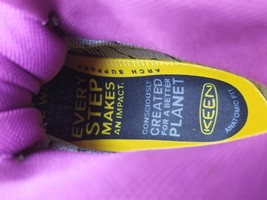 ARCH SUPPORT
EVERY
STEP
MAKES
AN IMPACT.
CONSCIOUSLY
CREATED
FOR A BETTER
PLANET
KEEN
ANATOMIC FIT